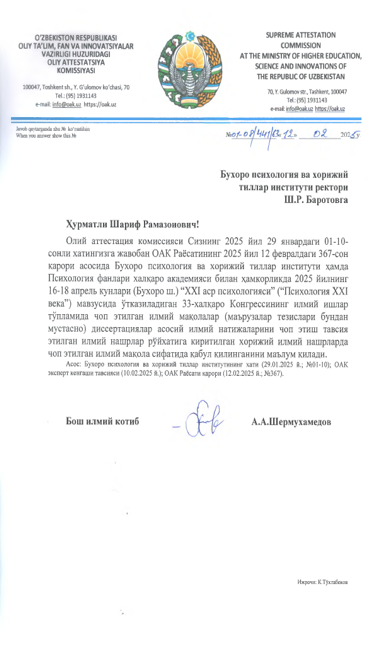 O'ZBEKISTON RESPUBLIKASI
OLIY TA'LIM, FAN VA INNOVATSIYALAR
VAZIRLIGI HUZURIDAGI
OLIY ATTESTATSIYA
KOMISSIYASI
100047, Toshkent sh., Y. G'ulomov ko'chasi, 70
Tel.: (95) 1931143
e-mail: info@oak.uz https://oak.uz
SUPREME ATTESTATION
COMMISSION
AT THE MINISTRY OF HIGHER EDUCATION,
SCIENCE AND INNOVATIONS OF
THE REPUBLIC OF UZBEKISTAN
70, Y. Gulomov str., Tashkent, 100047
Tel.: (95) 1931143
e-mail: info@oak.uz https://oak.uz
Javob qaytarganda shu № ko'rsatilsin
When you answer show this №
№ 12 02 2025
Бухоро психология ва хорижий
тиллар институти ректори
Ш.Р. Баротовга
Ҳурматли Шариф Рамазонович!
Олий аттестация комиссияси Сизнинг 2025 йил 29 январдаги 01-10-
сонли хатингизга жавобан ОАК Раёсатининг 2025 йил 12 февралдаги 367-сон
қарори асосида Бухоро психология ва хорижий тиллар институти ҳамда
Психология фанлари халқаро академияси билан ҳамкорликда 2025 йилнинг
16-18 апрель кунлари (Бухоро ш.) “XXI аср психологияси” (“Психология XXI
века”) мавзусида ўтказиладиган 33-халқаро Конгрессининг илмий ишлар
тўпламида чоп этилган илмий мақолалар (маърузалар тезислари бундан
мустасно) диссертациялар асосий илмий натижаларини чоп этиш тавсия
этилган илмий нашрлар рўйхатига киритилган хорижий илмий нашрларда
чоп этилган илмий мақола сифатида қабул қилинганини маълум қилади.
Асос: Бухоро психология ва хорижий тиллар институтининг хати (29.01.2025 й.; №01-10); ОАК
эксперт кенгаши тавсияси (10.02.2025 й.); ОАК Раёсати қарори (12.02.2025 й.; №367).
Бош илмий котиб
А.А.Шермухамедов
Ижрочи: К.Тўхтабеков